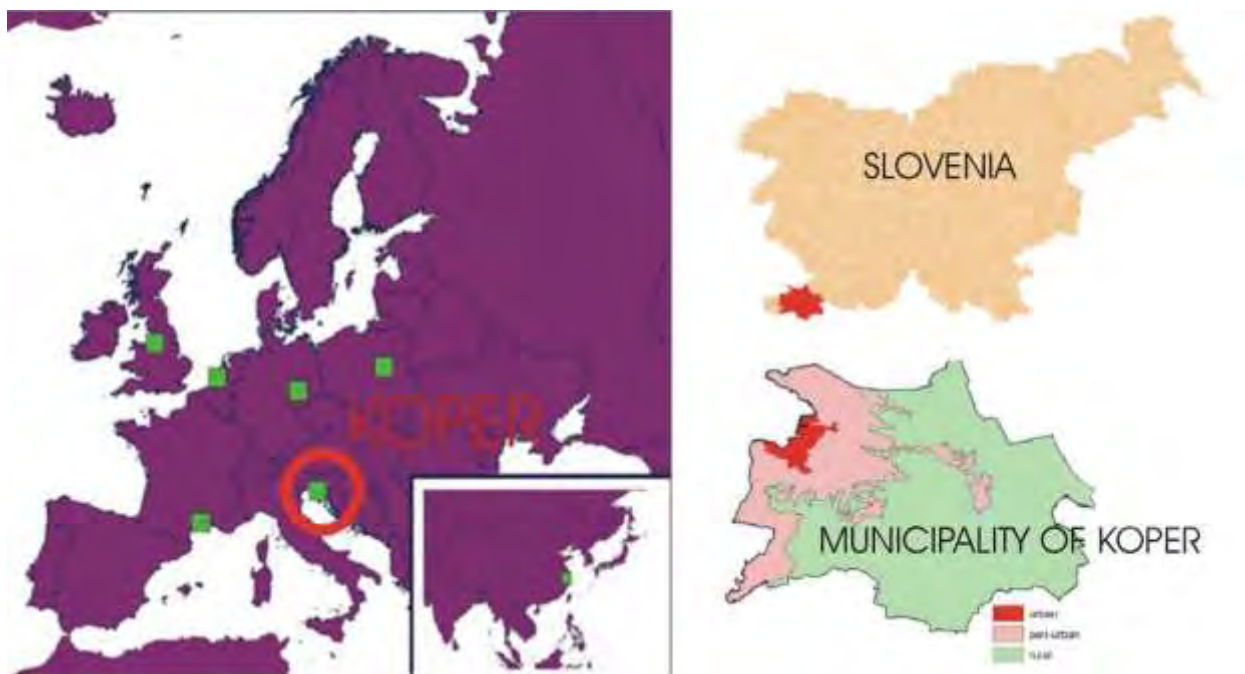 KOPER
SLOVENIA
MUNICIPALITY OF KOPER
urban
peri-urban
rural